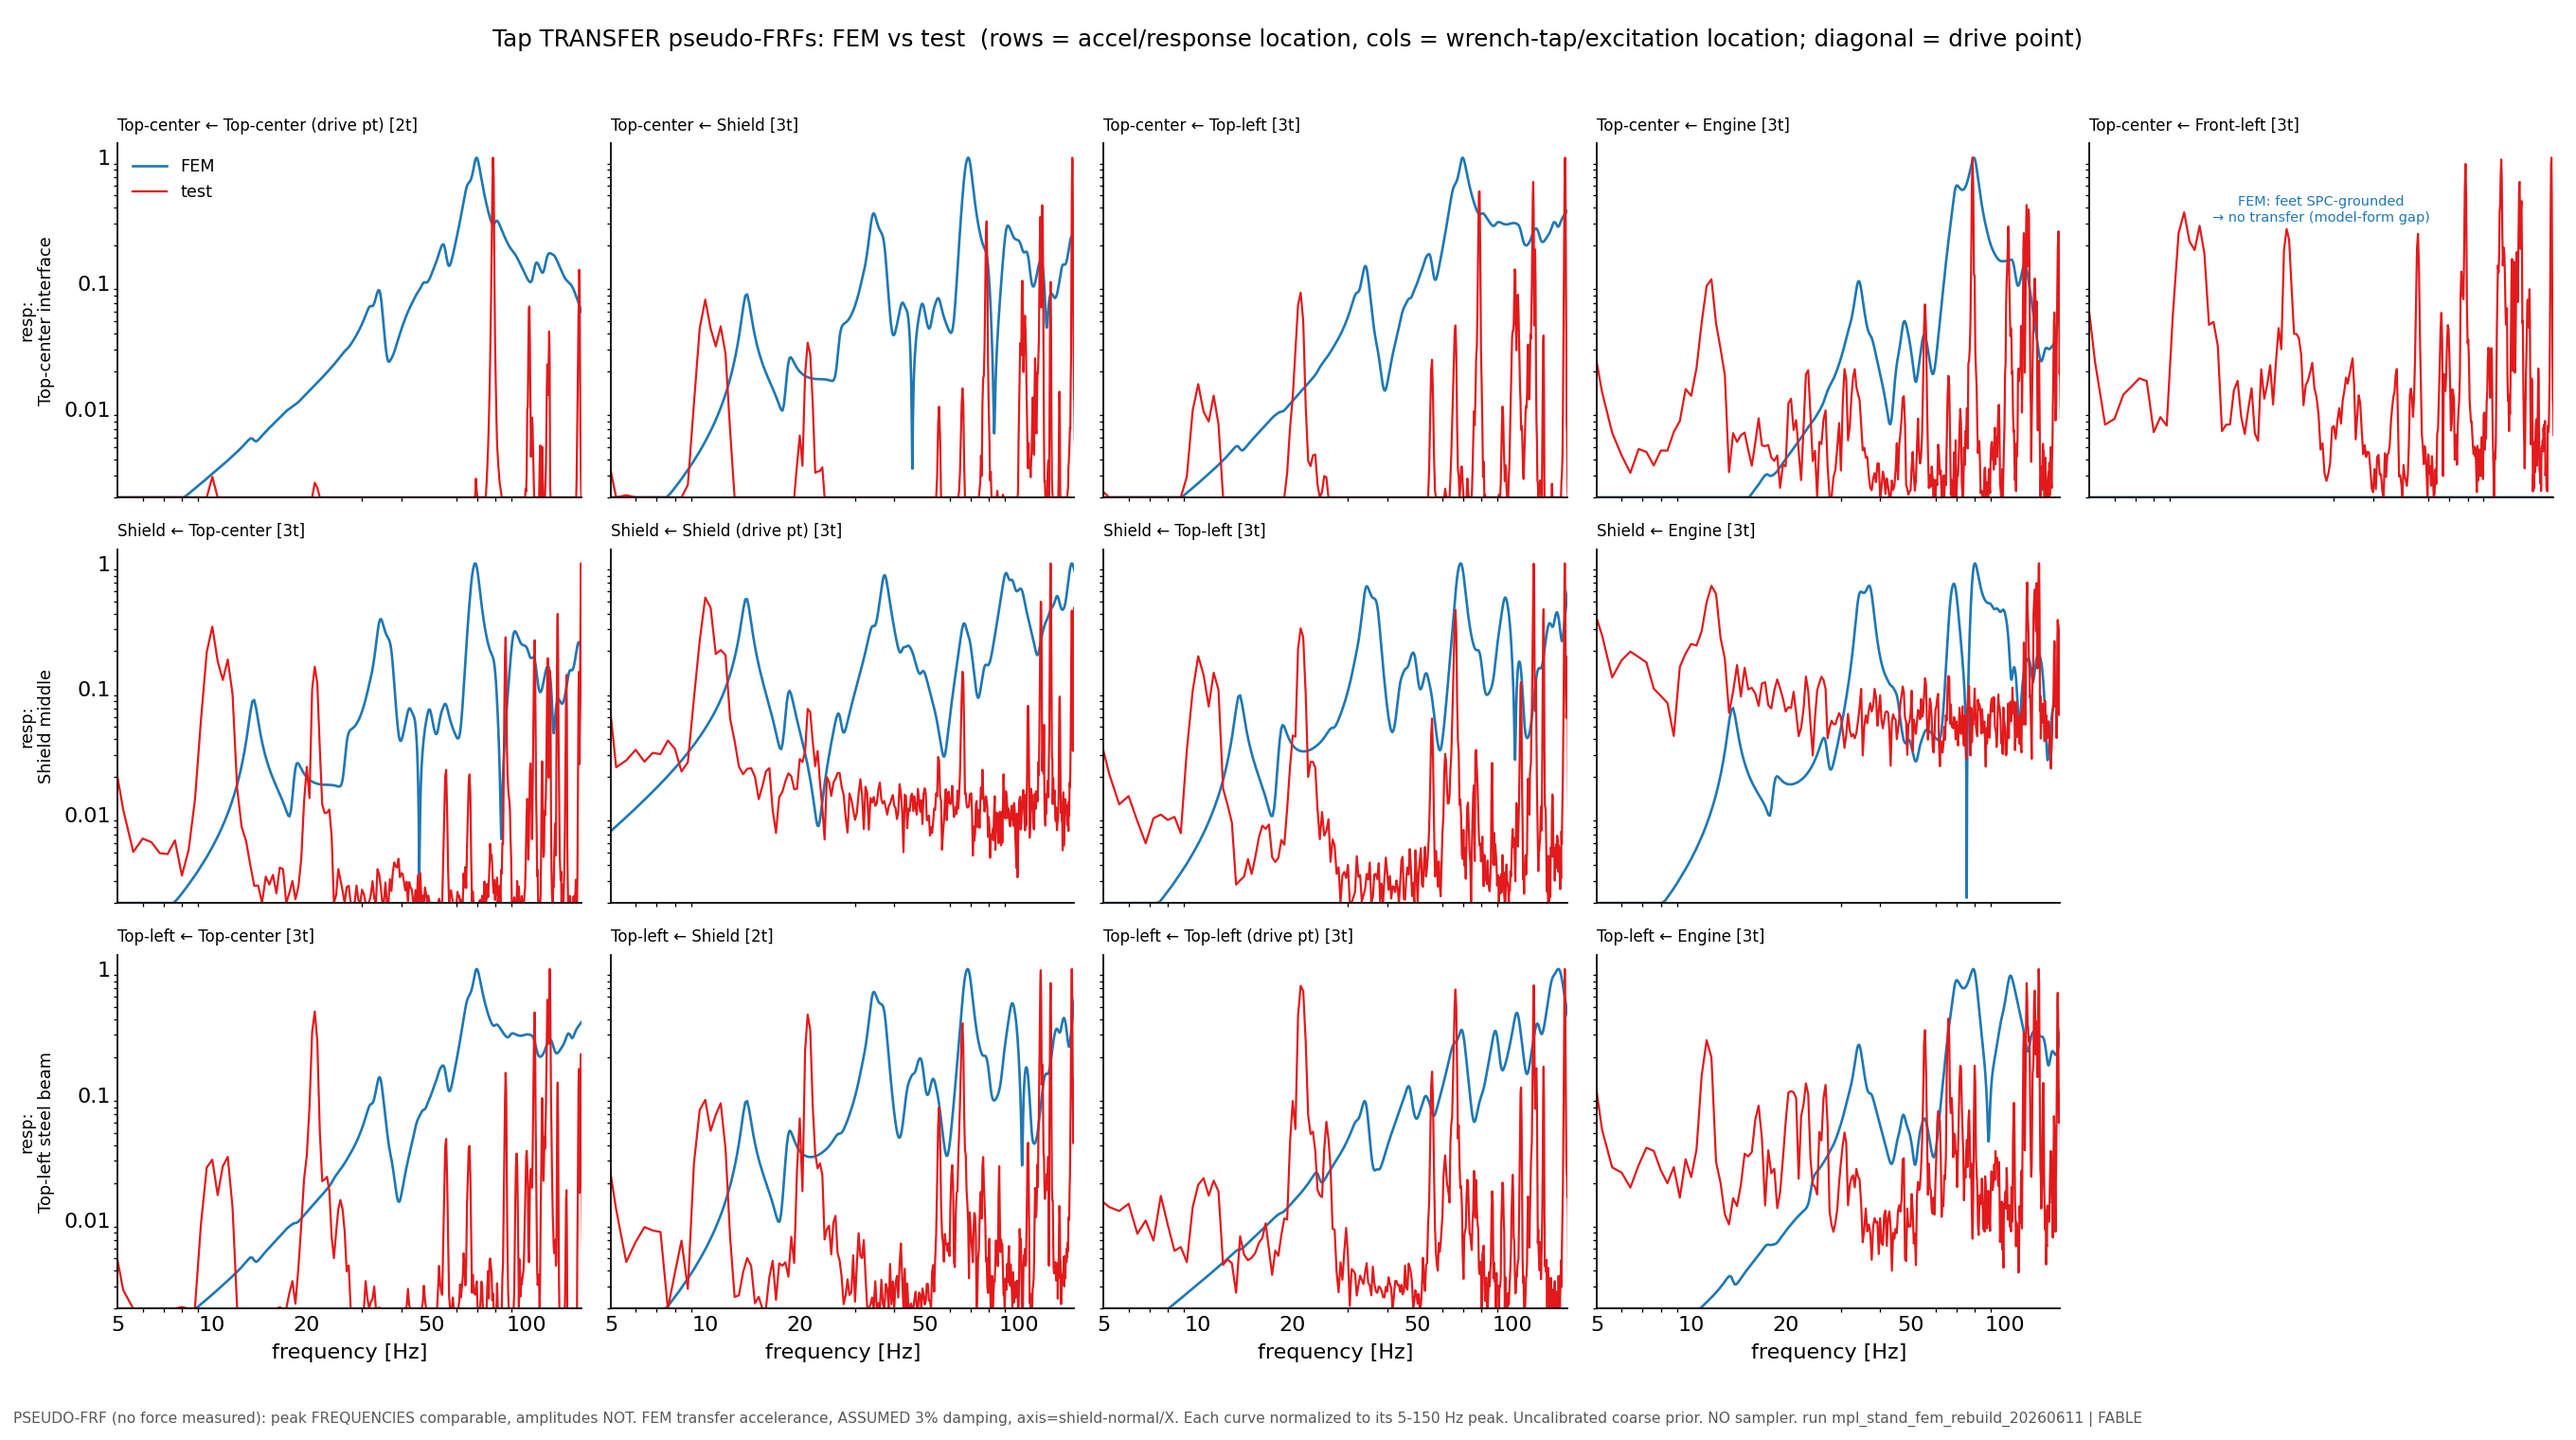 Tap TRANSFER pseudo-FRFs: FEM vs test  (rows = accel/response location, cols = wrench-tap/excitation location; diagonal = drive point)
Top-center ← Top-center (drive pt) [2t]
Top-center ← Shield [3t]
Top-center ← Top-left [3t]
Top-center ← Engine [3t]
Top-center ← Front-left [3t]
resp:
Top-center interface
1
0.1
0.01
FEM
test
FEM: feet SPC-grounded
→ no transfer (model-form gap)
Shield ← Top-center [3t]
Shield ← Shield (drive pt) [3t]
Shield ← Top-left [3t]
Shield ← Engine [3t]
resp:
Shield middle
1
0.1
0.01
Top-left ← Top-center [3t]
Top-left ← Shield [2t]
Top-left ← Top-left (drive pt) [3t]
Top-left ← Engine [3t]
resp:
Top-left steel beam
1
0.1
0.01
5 10 20 50 100
5 10 20 50 100
5 10 20 50 100
5 10 20 50 100
frequency [Hz]
frequency [Hz]
frequency [Hz]
frequency [Hz]
PSEUDO-FRF (no force measured): peak FREQUENCIES comparable, amplitudes NOT. FEM transfer accelerance, ASSUMED 3% damping, axis=shield-normal/X. Each curve normalized to its 5-150 Hz peak. Uncalibrated coarse prior. NO sampler. run mpl_stand_fem_rebuild_20260611 | FABLE